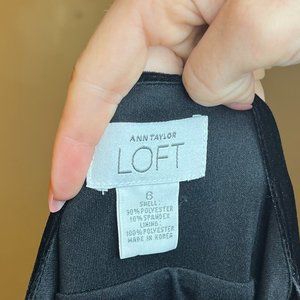 ANN TAYLOR
LOFT
6
SHELL:
90%POLYESTER
10%SPANDEX
LINING:
100%POLYESTER
MADE IN KOREA